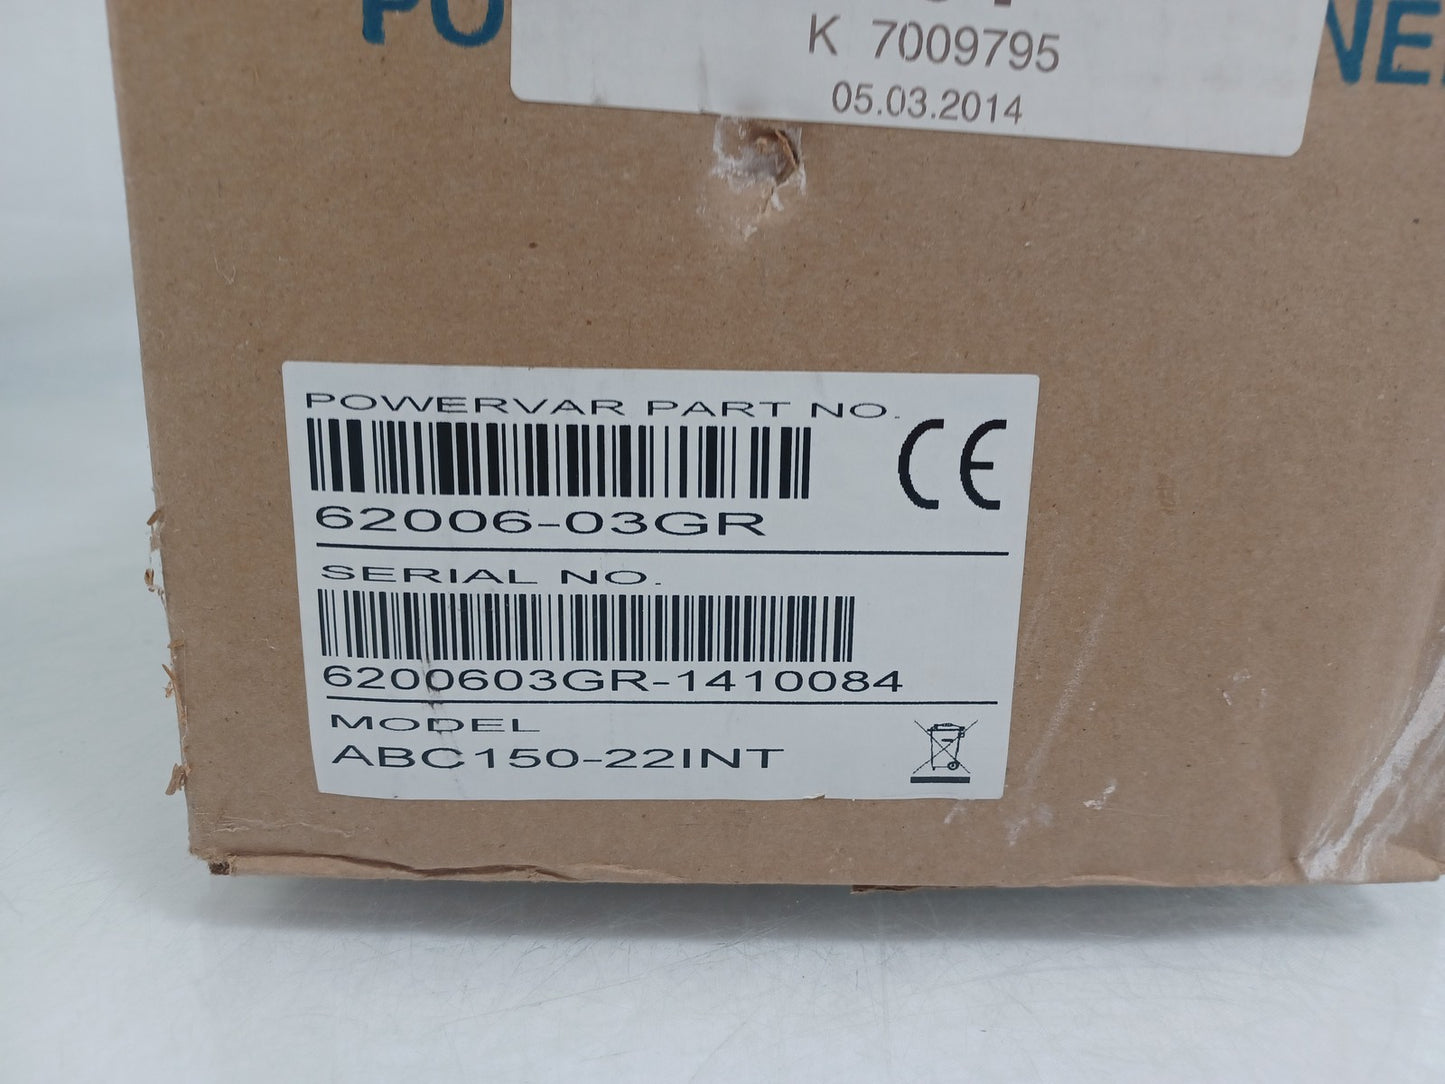 K 7009795
05.03.2014
POWERVAR PART NO.
62006-03GR
CE
SERIAL NO.
6200603GR-1410084
MODEL
ABC150-22INT